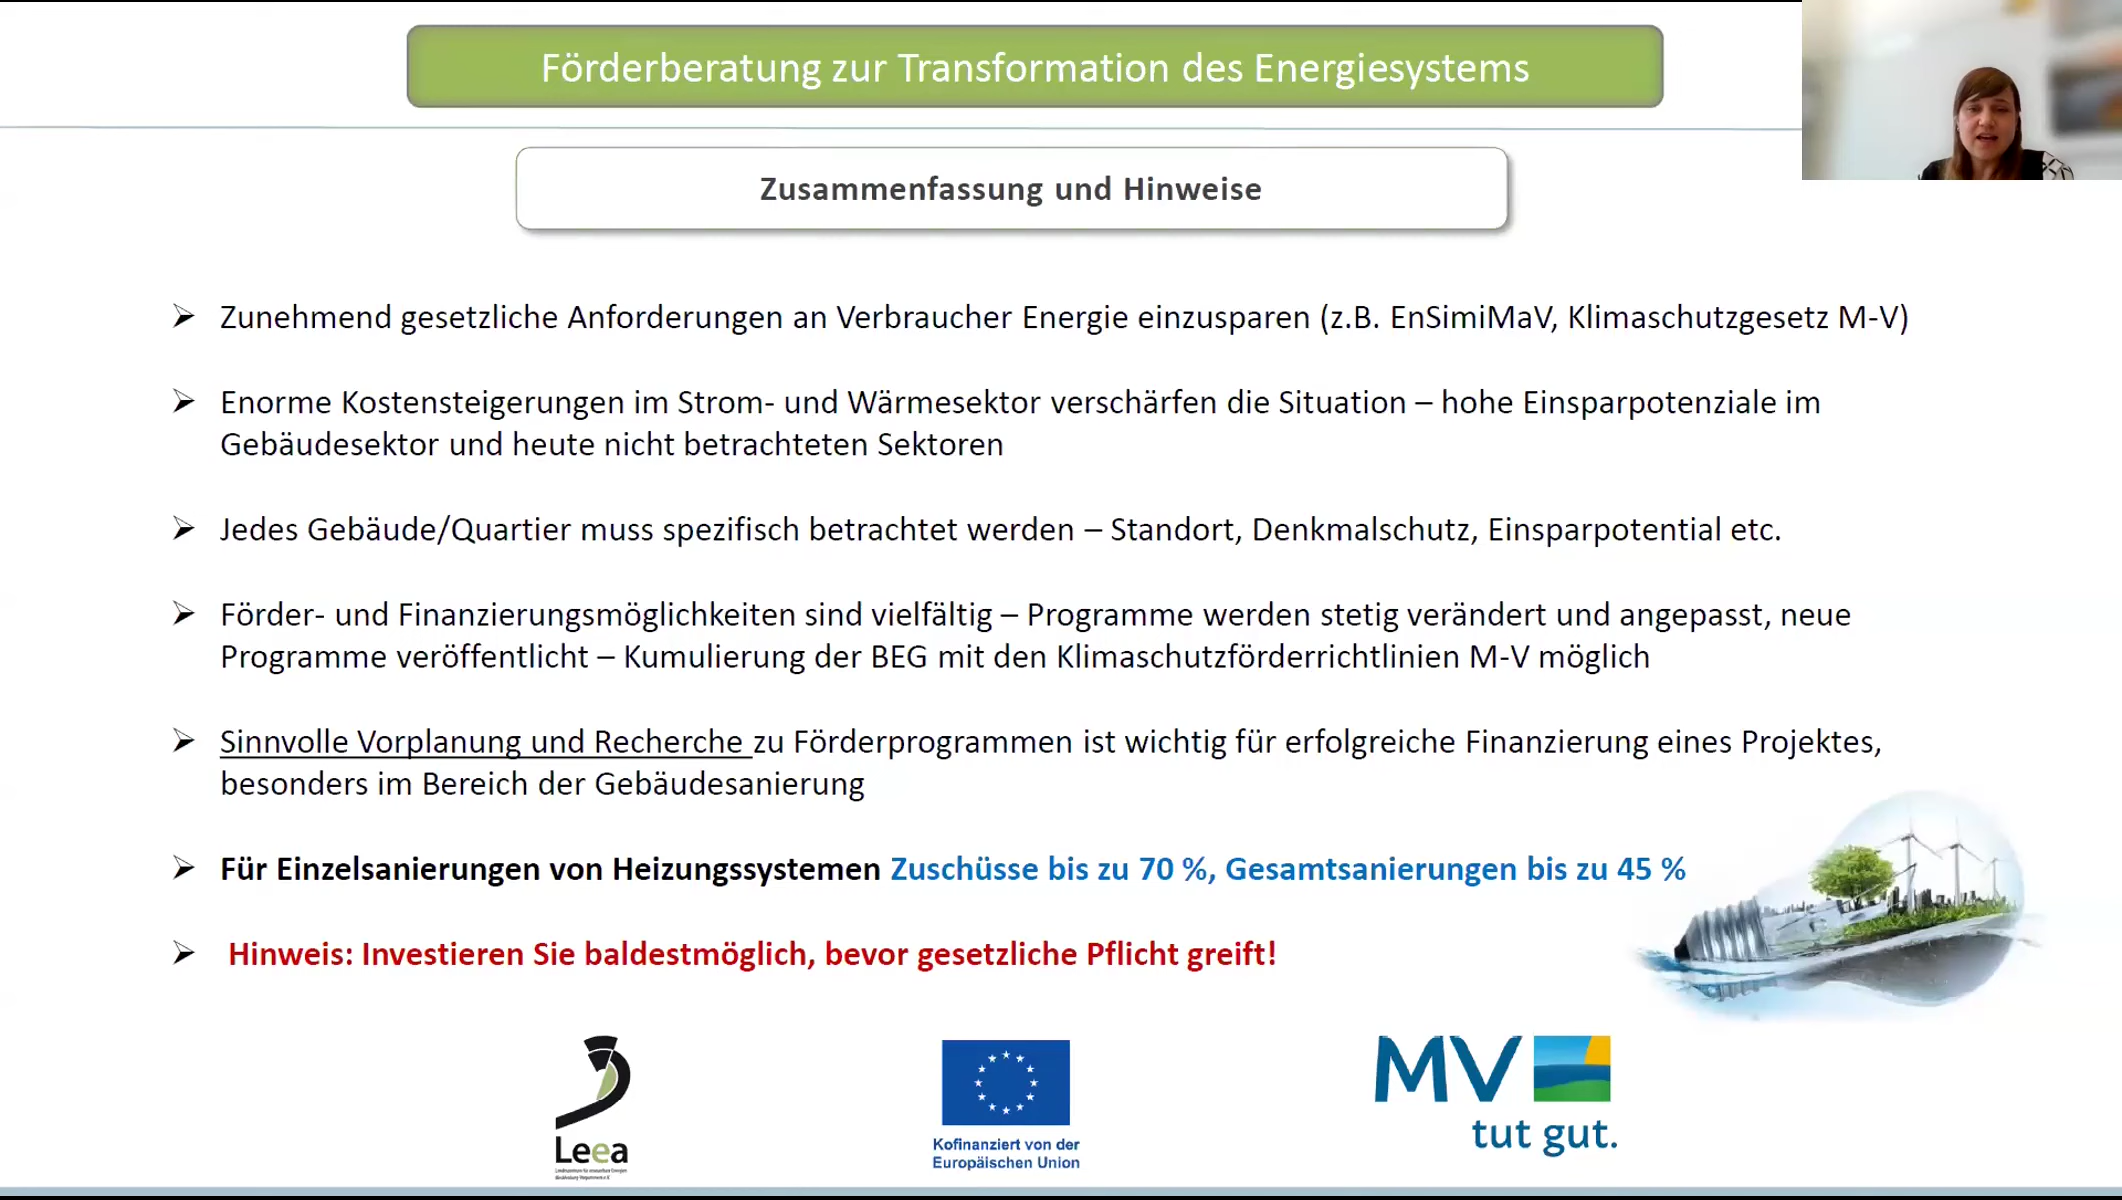 Förderberatung zur Transformation des Energiesystems
Zusammenfassung und Hinweise
Zunehmend gesetzliche Anforderungen an Verbraucher Energie einzusparen (z.B. EnSimiMaV, Klimaschutzgesetz M-V)
Enorme Kostensteigerungen im Strom- und Wärmesektor verschärfen die Situation – hohe Einsparpotenziale im
Gebäudesektor und heute nicht betrachteten Sektoren
Jedes Gebäude/Quartier muss spezifisch betrachtet werden – Standort, Denkmalschutz, Einsparpotential etc.
Förder- und Finanzierungsmöglichkeiten sind vielfältig – Programme werden stetig verändert und angepasst, neue
Programme veröffentlicht – Kumulierung der BEG mit den Klimaschutzförderrichtlinien M-V möglich
Sinnvolle Vorplanung und Recherche zu Förderprogrammen ist wichtig für erfolgreiche Finanzierung eines Projektes,
besonders im Bereich der Gebäudesanierung
Für Einzelsanierungen von Heizungssystemen Zuschüsse bis zu 70 %, Gesamtsanierungen bis zu 45 %
Hinweis: Investieren Sie baldestmöglich, bevor gesetzliche Pflicht greift!
Leea
Kofinanziert von der
Europäischen Union
MV
tut gut.